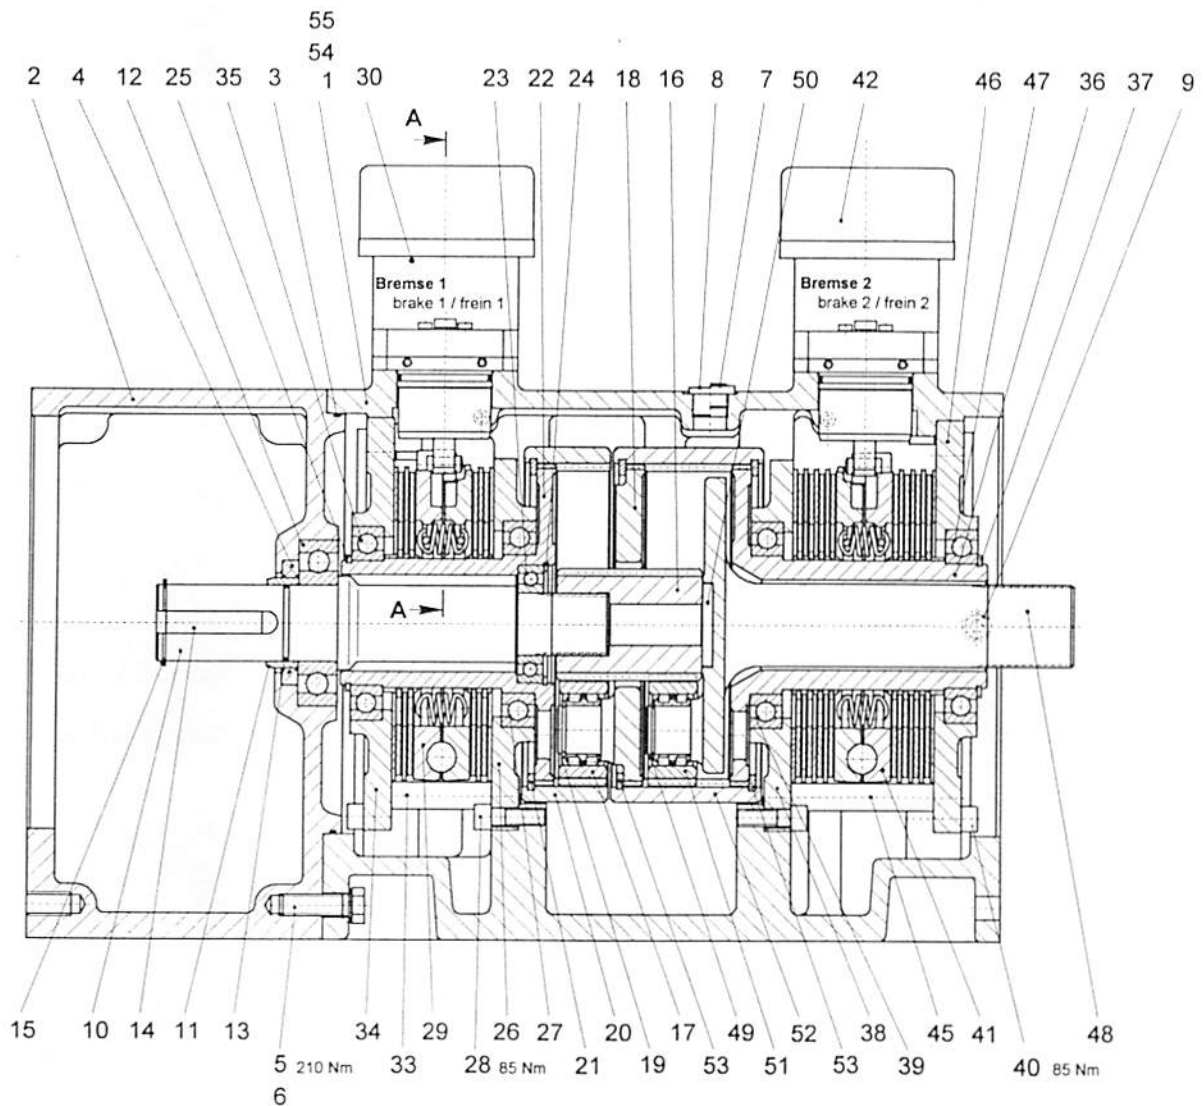 55
54
2 4 12 25 35 3 1 30 23 22 24 18 16 8 7 50 42 46 47 36 37 9
A
Bremse 1
brake 1 / frein 1
Bremse 2
brake 2 / frein 2
A
15 10 14 11 13 34 29 26 27 20 17 49 52 38 45 41 48
5 210 Nm 33 28 85 Nm 21 19 53 51 53 39 40 85 Nm
6